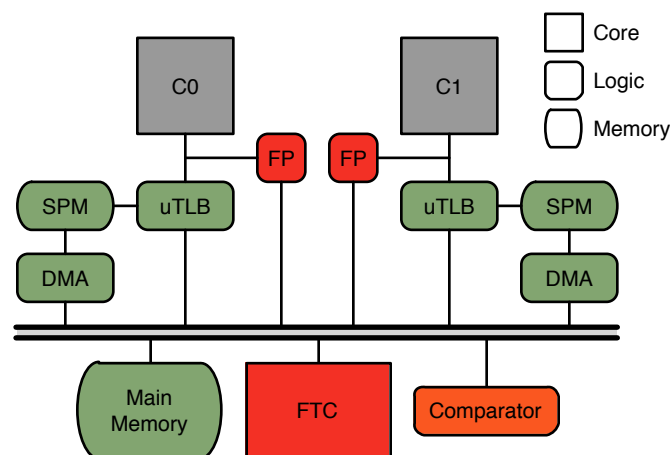 C0
C1
Core
Logic
Memory
FP
FP
SPM
uTLB
uTLB
SPM
DMA
DMA
Main
Memory
FTC
Comparator